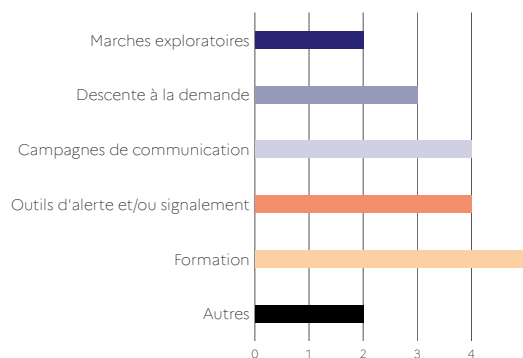 Marches exploratoires
Descente à la demande
Campagnes de communication
Outils d'alerte et/ou signalement
Formation
Autres
0 1 2 3 4